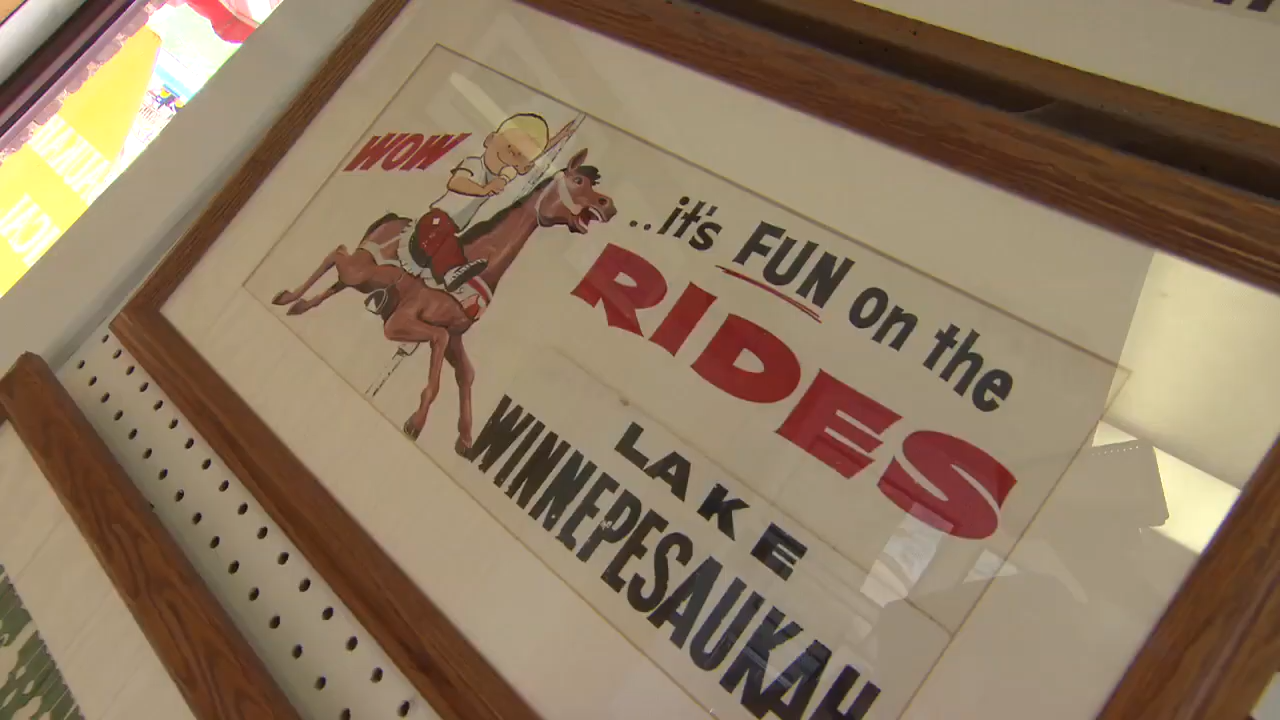 WOW
..it's FUN on the
RIDES
LAKE
WINNEPESAUKAH